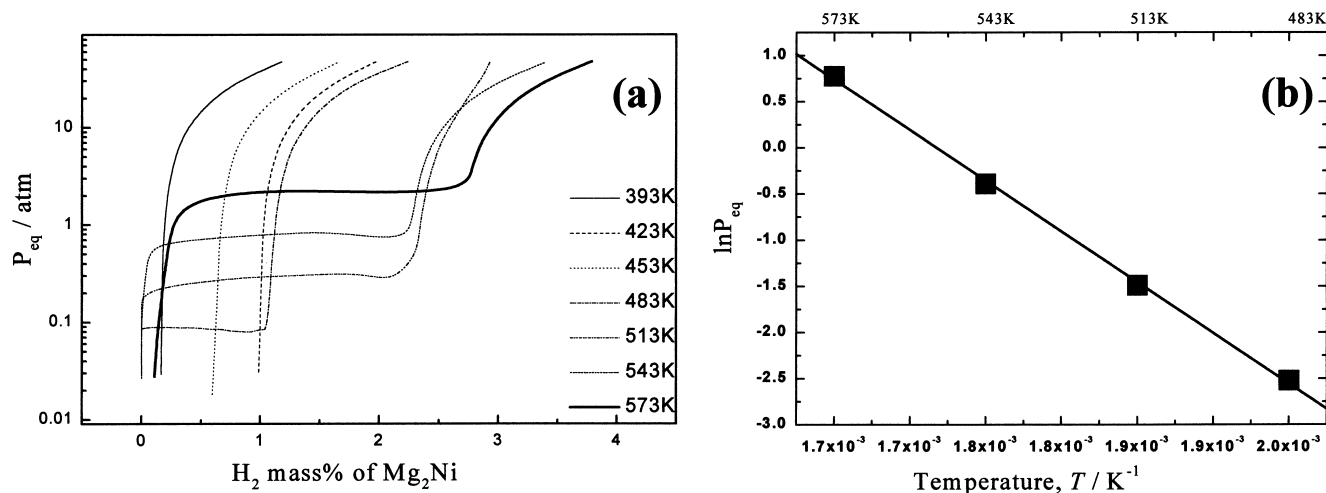 (a)
10
1
0.1
0.01
P_eq / atm
393K
423K
453K
483K
513K
543K
573K
0 1 2 3 4
H₂ mass% of Mg₂Ni
573K 543K 513K 483K
(b)
1.0
0.5
0.0
-0.5
-1.0
-1.5
-2.0
-2.5
-3.0
lnP_eq
1.7x10⁻³ 1.7x10⁻³ 1.8x10⁻³ 1.8x10⁻³ 1.9x10⁻³ 1.9x10⁻³ 2.0x10⁻³
Temperature, T / K⁻¹